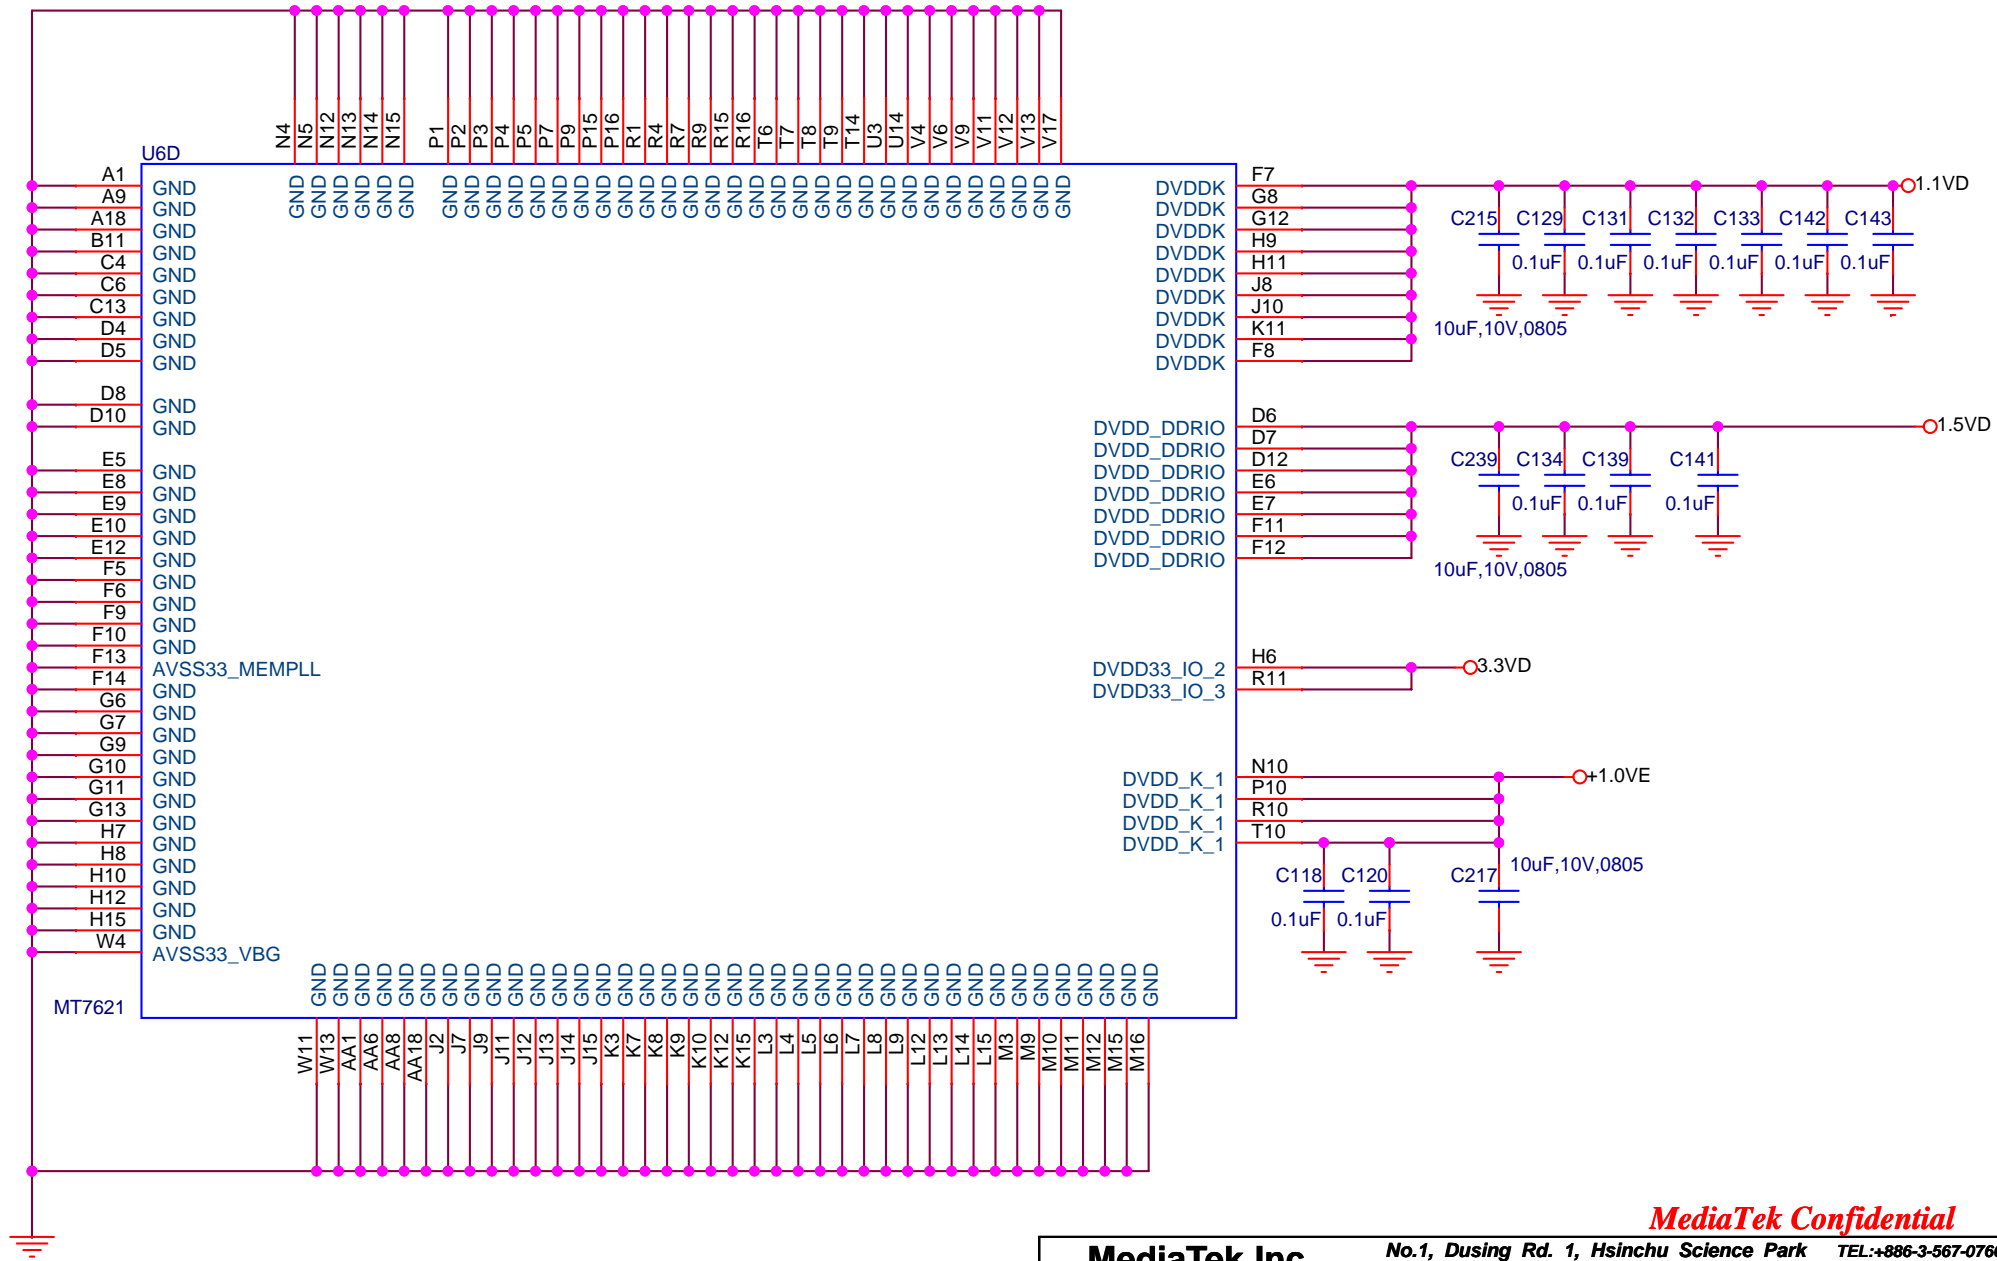 N4 N5 N12 N13 N14 N15 P1 P2 P3 P4 P5 P7 P9 P15 P16 R1 R4 R7 R9 R15 R16 T6 T7 T8 T9 T14 U3 U14 V4 V6 V9 V11 V12 V13 V17
U6D
GND GND GND GND GND GND GND GND GND GND GND GND GND GND GND GND GND GND GND GND GND GND GND GND GND GND GND GND GND GND GND GND GND GND GND
A1 GND
A9 GND
A18 GND
B11 GND
C4 GND
C6 GND
C13 GND
D4 GND
D5 GND
D8 GND
D10 GND
E5 GND
E8 GND
E9 GND
E10 GND
E12 GND
F5 GND
F6 GND
F9 GND
F10 GND
F13 AVSS33_MEMPLL
F14 GND
G6 GND
G7 GND
G9 GND
G10 GND
G11 GND
G13 GND
H7 GND
H8 GND
H10 GND
H12 GND
H15 GND
W4 AVSS33_VBG
MT7621
DVDDK F7
DVDDK G8
DVDDK G12
DVDDK H9
DVDDK H11
DVDDK J8
DVDDK J10
DVDDK K11
DVDDK F8
1.1VD
C215 C129 C131 C132 C133 C142 C143
0.1uF 0.1uF 0.1uF 0.1uF 0.1uF 0.1uF
10uF,10V,0805
DVDD_DDRIO D6
DVDD_DDRIO D7
DVDD_DDRIO D12
DVDD_DDRIO E6
DVDD_DDRIO E7
DVDD_DDRIO F11
DVDD_DDRIO F12
1.5VD
C239 C134 C139 C141
0.1uF 0.1uF 0.1uF
10uF,10V,0805
DVDD33_IO_2 H6
DVDD33_IO_3 R11
3.3VD
DVDD_K_1 N10
DVDD_K_1 P10
DVDD_K_1 R10
DVDD_K_1 T10
+1.0VE
10uF,10V,0805
C118 C120 C217
0.1uF 0.1uF
GND GND GND GND GND GND GND GND GND GND GND GND GND GND GND GND GND GND GND GND GND GND GND GND GND GND GND GND GND GND GND GND GND GND GND GND GND GND GND
W11 W13 AA1 AA6 AA8 AA18 J2 J7 J9 J11 J12 J13 J14 J15 K3 K7 K8 K9 K10 K12 K15 L3 L4 L5 L6 L7 L8 L9 L12 L13 L14 L15 M3 M9 M10 M11 M12 M15 M16
MediaTek Confidential
MediaTek Inc
No.1, Dusing Rd. 1, Hsinchu Science Park TEL:+886-3-567-0766